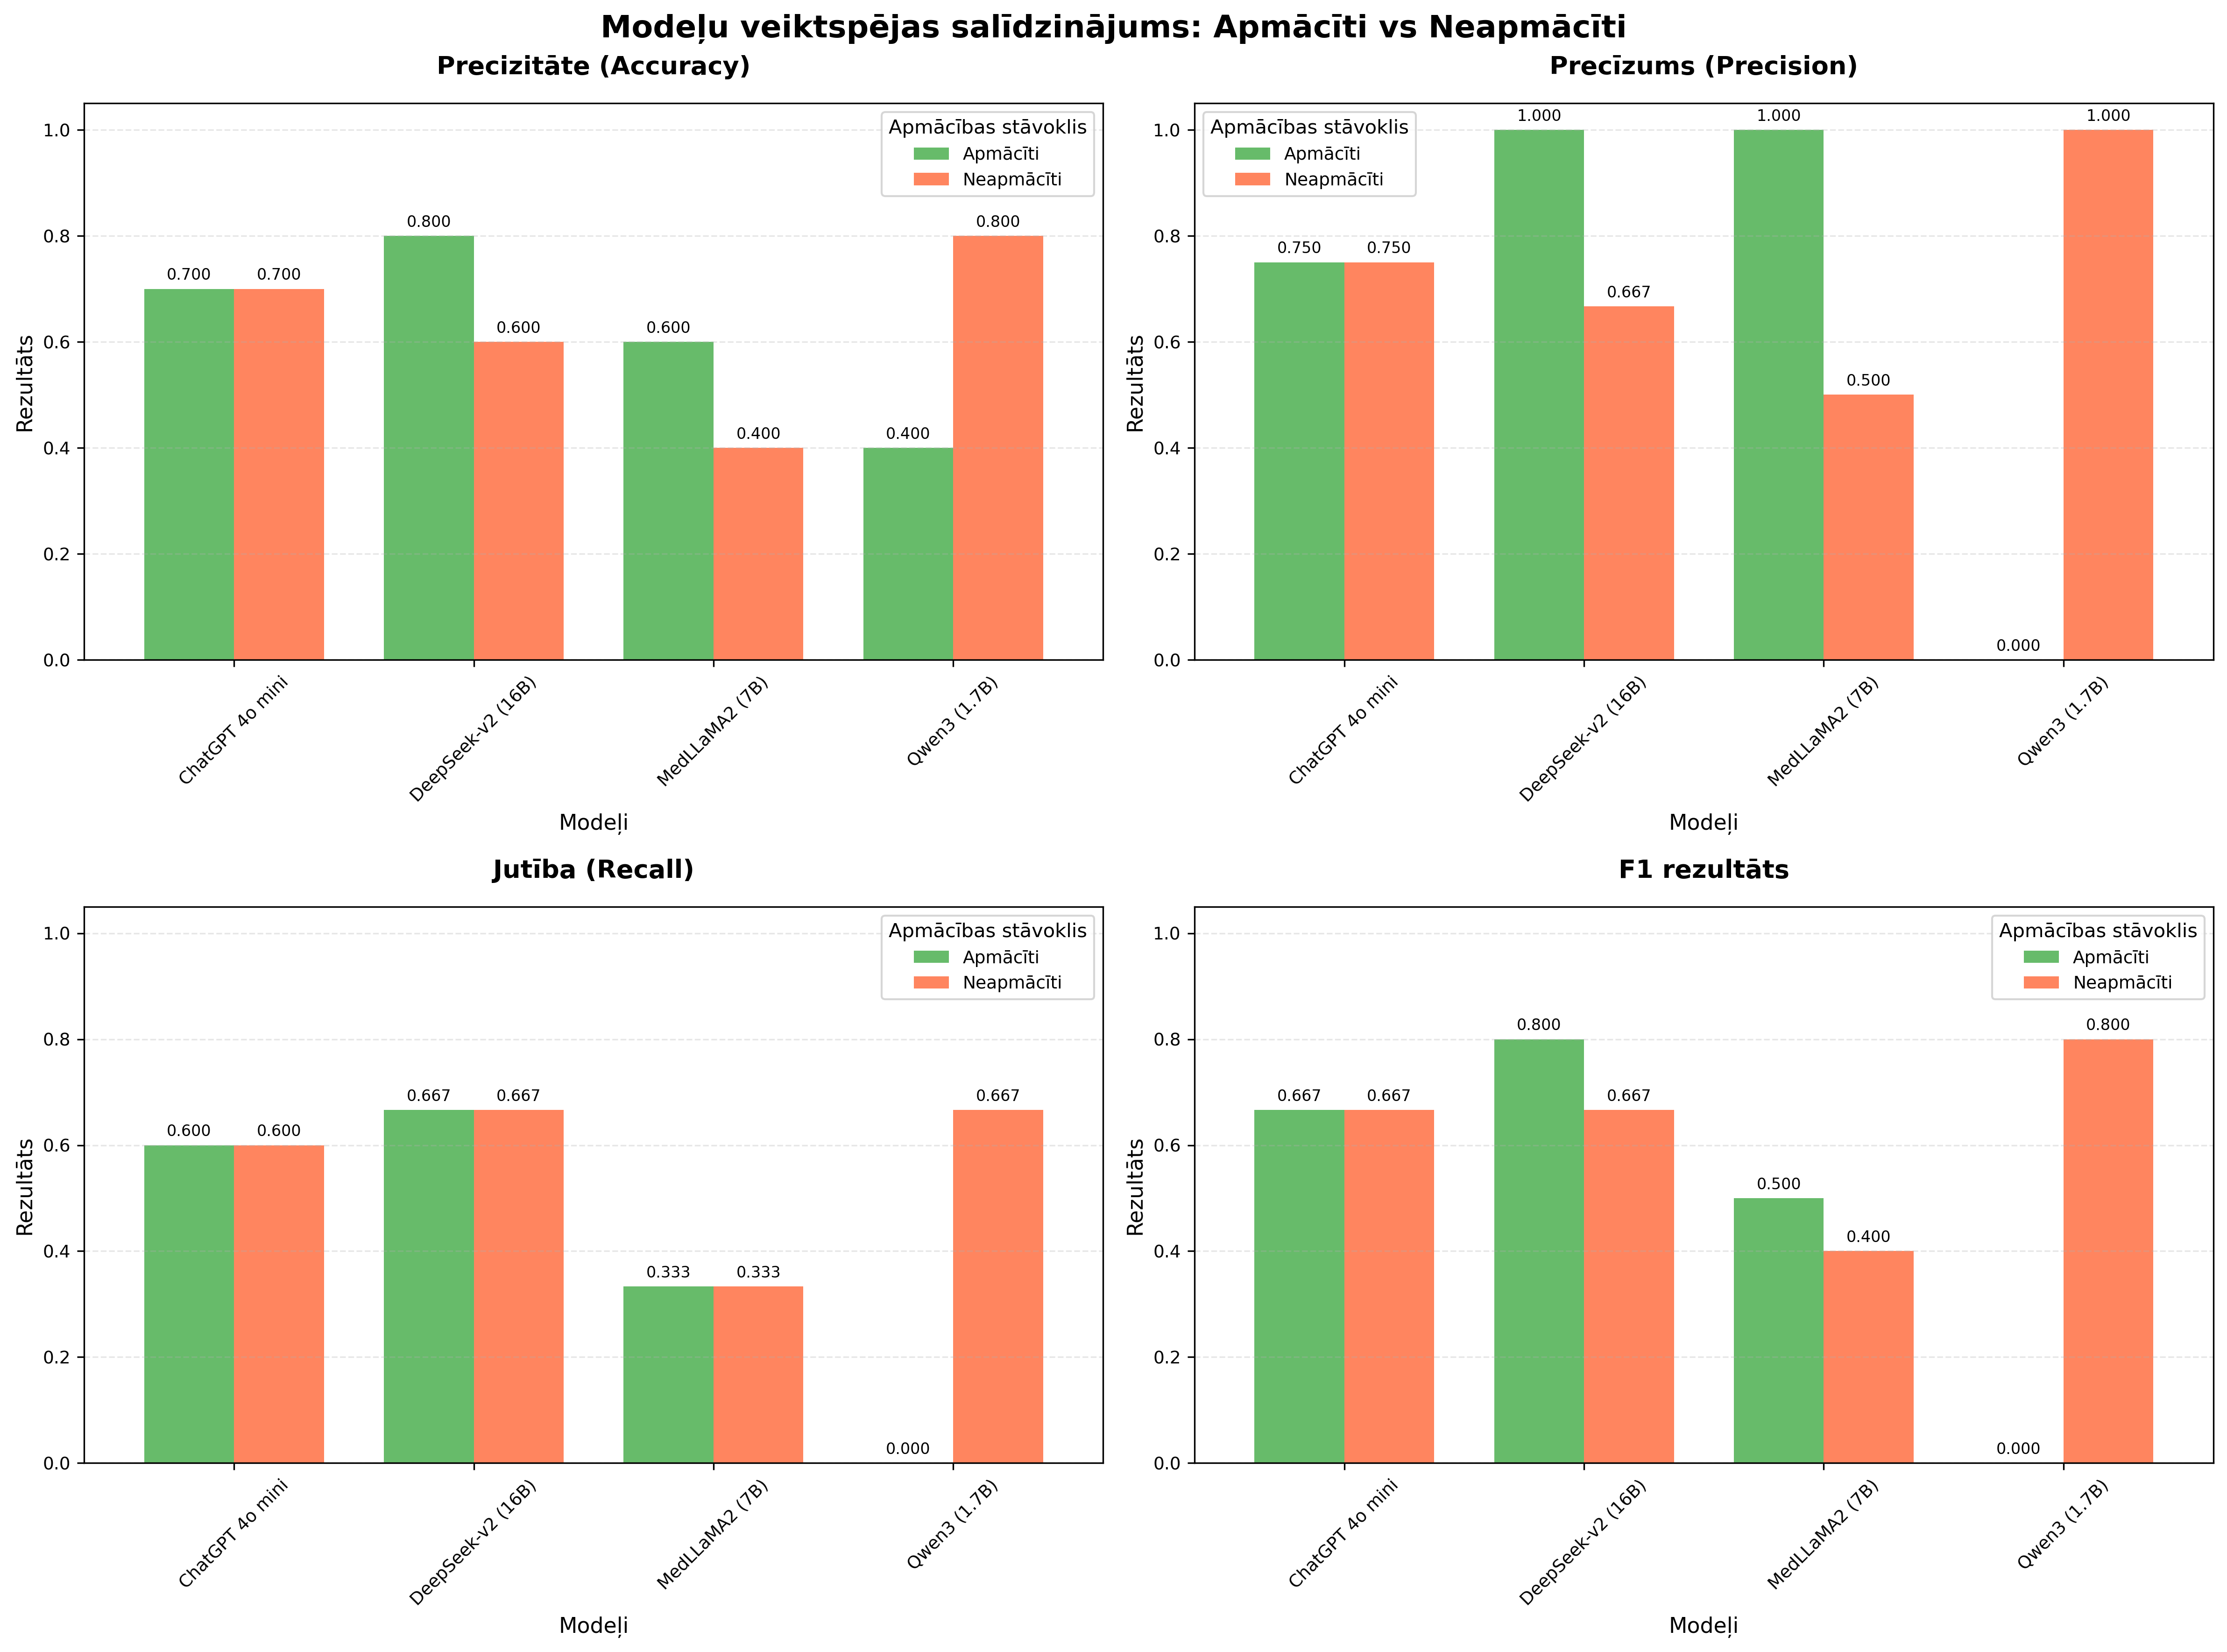 Modeļu veiktspējas salīdzinājums: Apmācīti vs Neapmācīti
Precizitāte (Accuracy)
Apmācības stāvoklis
Apmācīti
Neapmācīti
Rezultāts
1.0
0.8
0.6
0.4
0.2
0.0
0.700
0.700
0.800
0.600
0.600
0.400
0.400
0.800
ChatGPT 4o mini
DeepSeek-v2 (16B)
MedLLaMA2 (7B)
Qwen3 (1.7B)
Modeļi
Precīzums (Precision)
Apmācības stāvoklis
Apmācīti
Neapmācīti
Rezultāts
1.0
0.8
0.6
0.4
0.2
0.0
0.750
0.750
1.000
0.667
1.000
0.500
0.000
1.000
ChatGPT 4o mini
DeepSeek-v2 (16B)
MedLLaMA2 (7B)
Qwen3 (1.7B)
Modeļi
Jutība (Recall)
Apmācības stāvoklis
Apmācīti
Neapmācīti
Rezultāts
1.0
0.8
0.6
0.4
0.2
0.0
0.600
0.600
0.667
0.667
0.333
0.333
0.000
0.667
ChatGPT 4o mini
DeepSeek-v2 (16B)
MedLLaMA2 (7B)
Qwen3 (1.7B)
Modeļi
F1 rezultāts
Apmācības stāvoklis
Apmācīti
Neapmācīti
Rezultāts
1.0
0.8
0.6
0.4
0.2
0.0
0.667
0.667
0.800
0.667
0.500
0.400
0.000
0.800
ChatGPT 4o mini
DeepSeek-v2 (16B)
MedLLaMA2 (7B)
Qwen3 (1.7B)
Modeļi